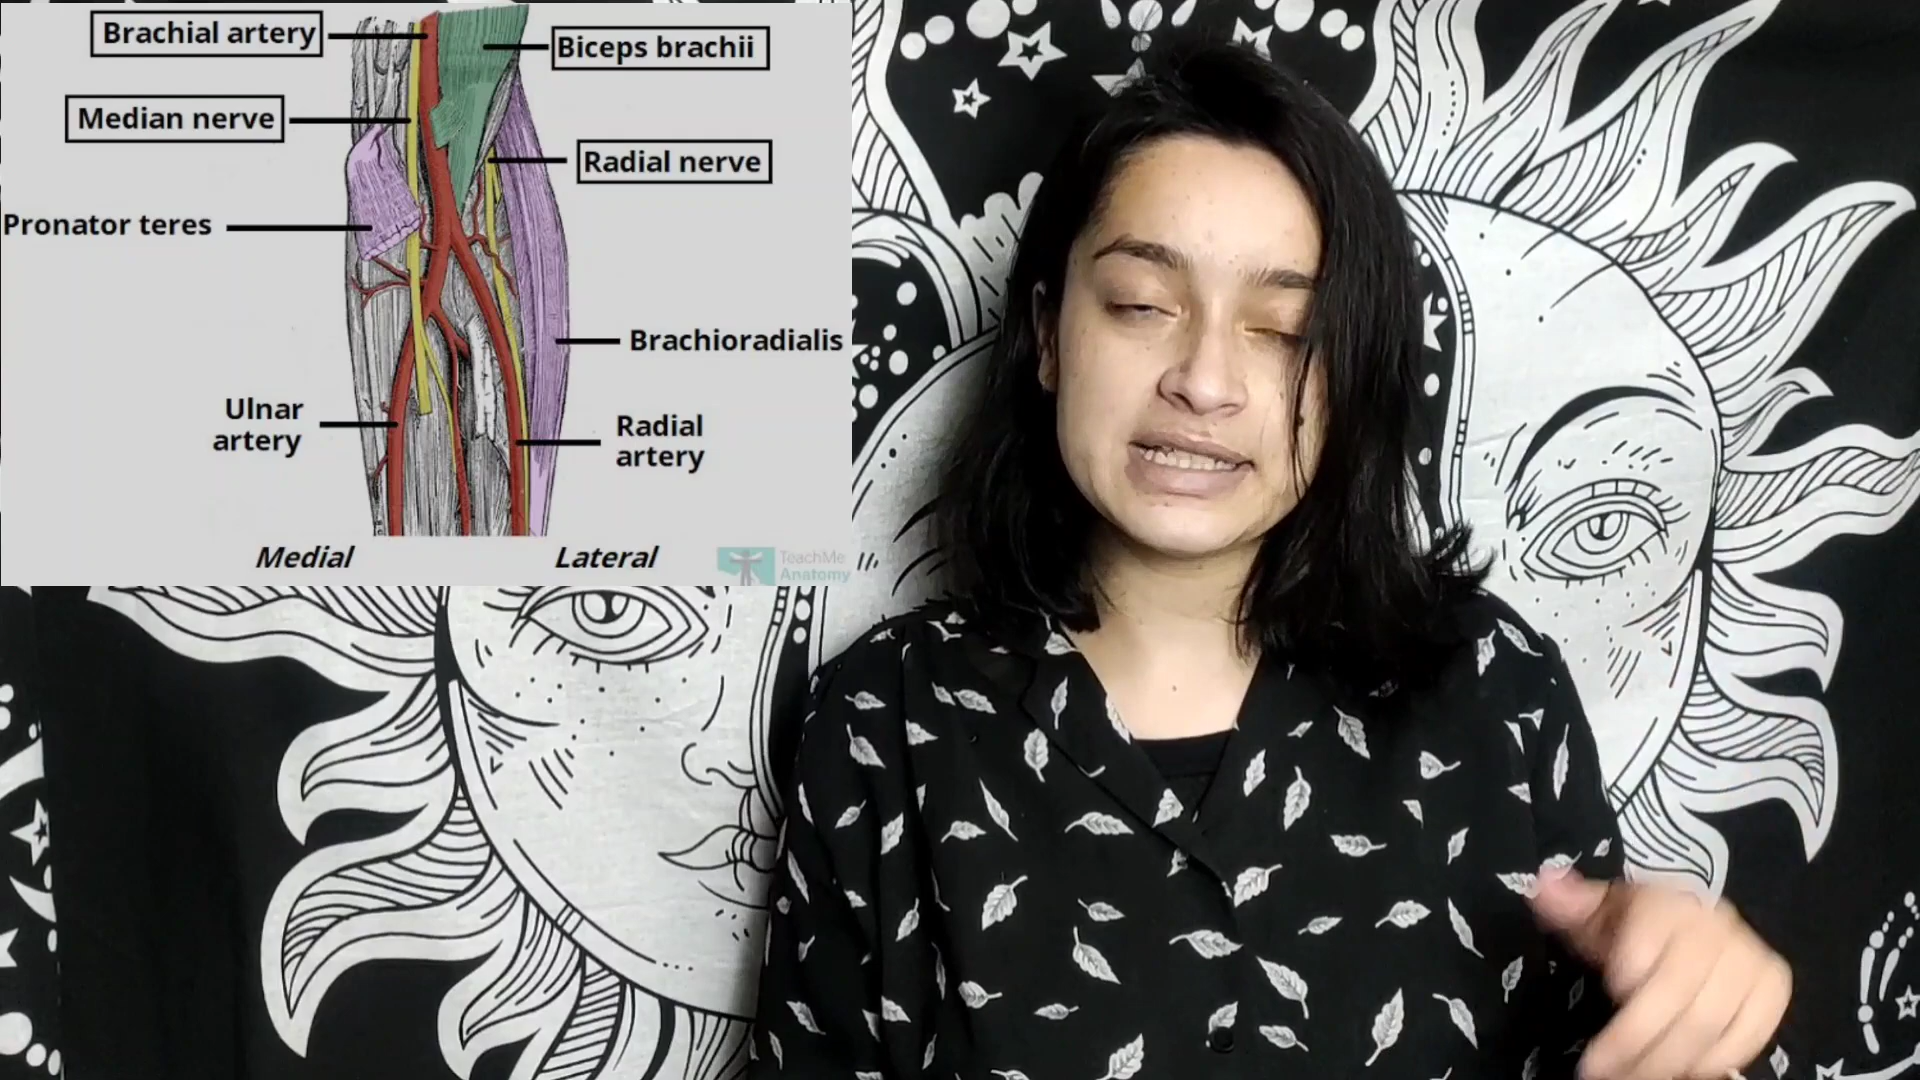 Brachial artery
Biceps brachii
Median nerve
Radial nerve
Pronator teres
Brachioradialis
Ulnar
artery
Radial
artery
Medial
Lateral
TeachMe
Anatomy